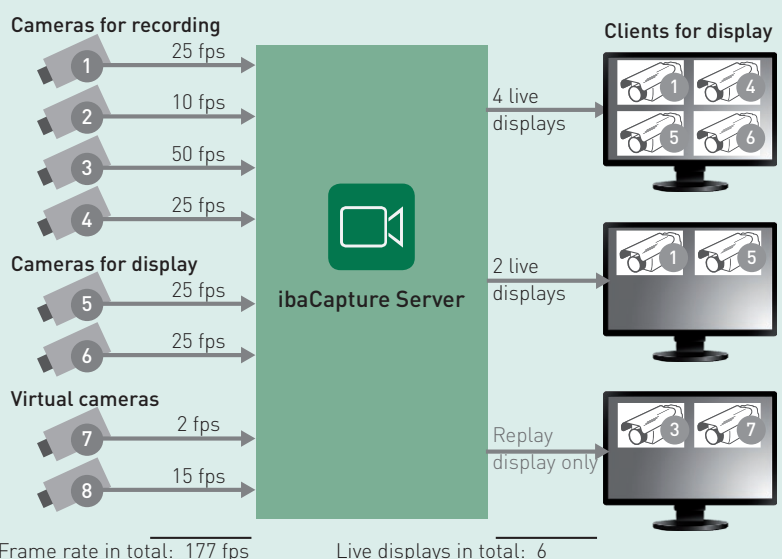 Cameras for recording
1
25 fps
2
10 fps
3
50 fps
4
25 fps
Cameras for display
5
25 fps
6
25 fps
Virtual cameras
7
2 fps
8
15 fps
Frame rate in total: 177 fps
ibaCapture Server
4 live
displays
2 live
displays
Replay
display only
Live displays in total: 6
Clients for display
1
4
5
6
1
5
3
7